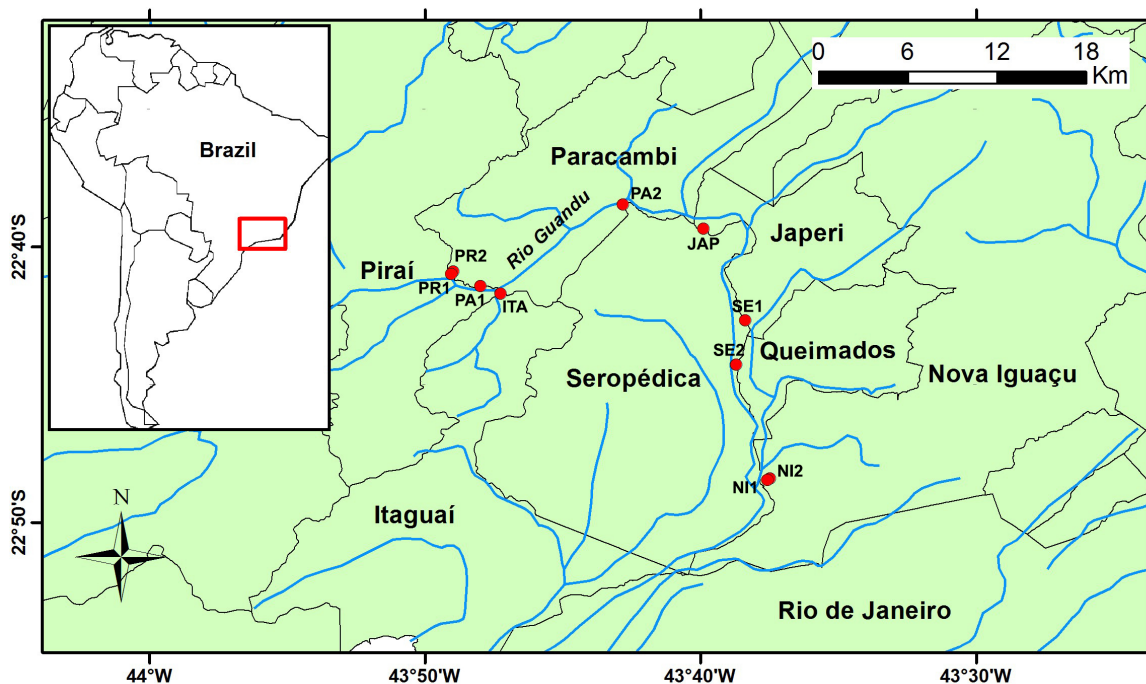 Brazil
0 6 12 18
Km
Paracambi
PA2
Rio Guandu
JAP
Japeri
22°40'S
Piraí
PR2
PR1
PA1
ITA
SE1
SE2
Queimados
Seropédica
Nova Iguaçu
NI2
NI1
N
Itaguaí
22°50'S
Rio de Janeiro
44°W
43°50'W
43°40'W
43°30'W